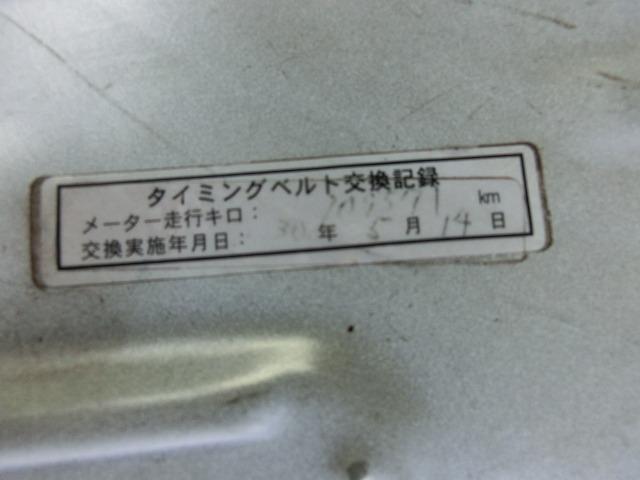 タイミングベルト交換記録
メーター走行キロ： km
交換実施年月日： 30 年 5 月 14 日